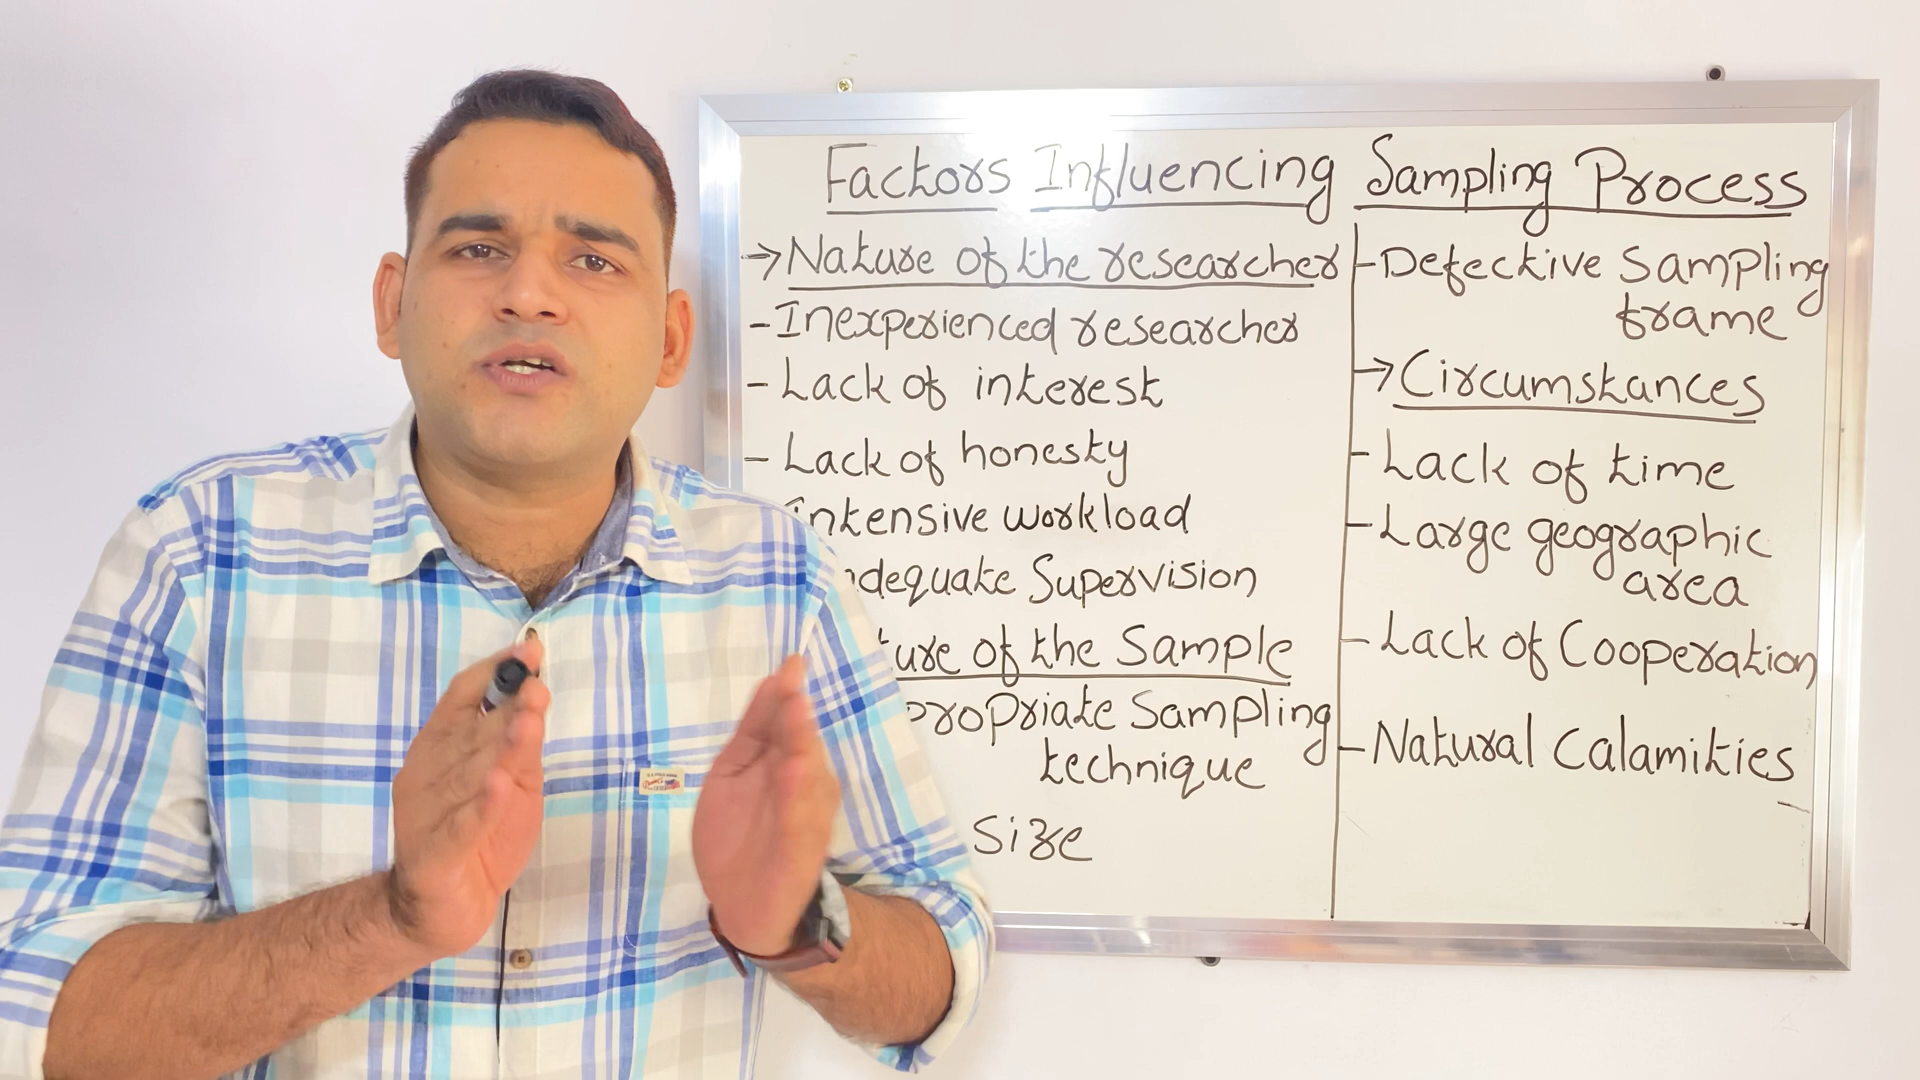 Factors Influencing Sampling Process
→ Nature of the researcher
- Inexperienced researcher
- Lack of interest
- Lack of honesty
Intensive workload
adequate Supervision
ture of the Sample
propriate Sampling
technique
Size
- Defective Sampling
frame
→ Circumstances
- Lack of time
- Large geographic
area
- Lack of Cooperation
- Natural Calamities